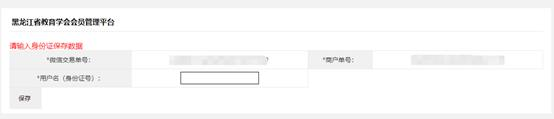 黑龙江省教育学会会员管理平台
请输入身份证保存数据
*微信交易单号： *商户单号：
*用户名（身份证号）：
保存